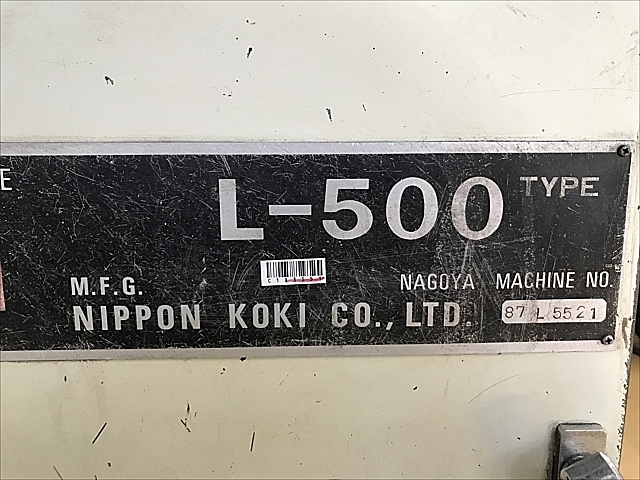 E
L-500 TYPE
M.F.G. NAGOYA MACHINE NO.
NIPPON KOKI CO., LTD. 87 L 5521